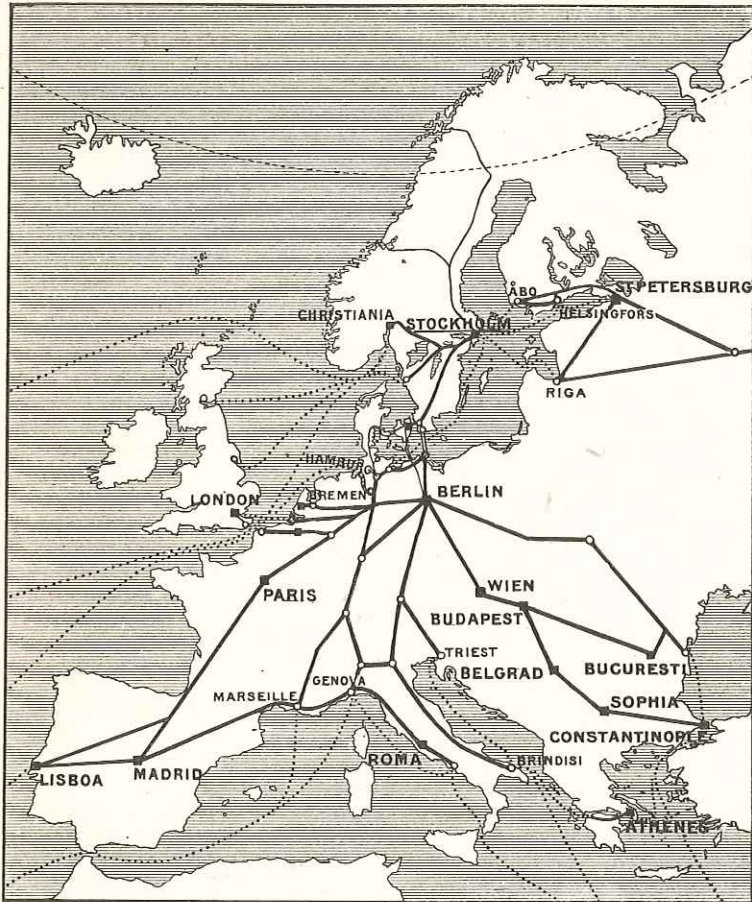 ÅBO
ST PETERSBURG
CHRISTIANIA
STOCKHOLM
HELSINGFORS
RIGA
HAMBURG
LONDON
BREMEN
BERLIN
PARIS
WIEN
BUDAPEST
TRIEST
GENOVA
BELGRAD
BUCURESTI
MARSEILLE
SOPHIA
CONSTANTINOPLE
ROMA
BRINDISI
LISBOA
MADRID
ATHENES